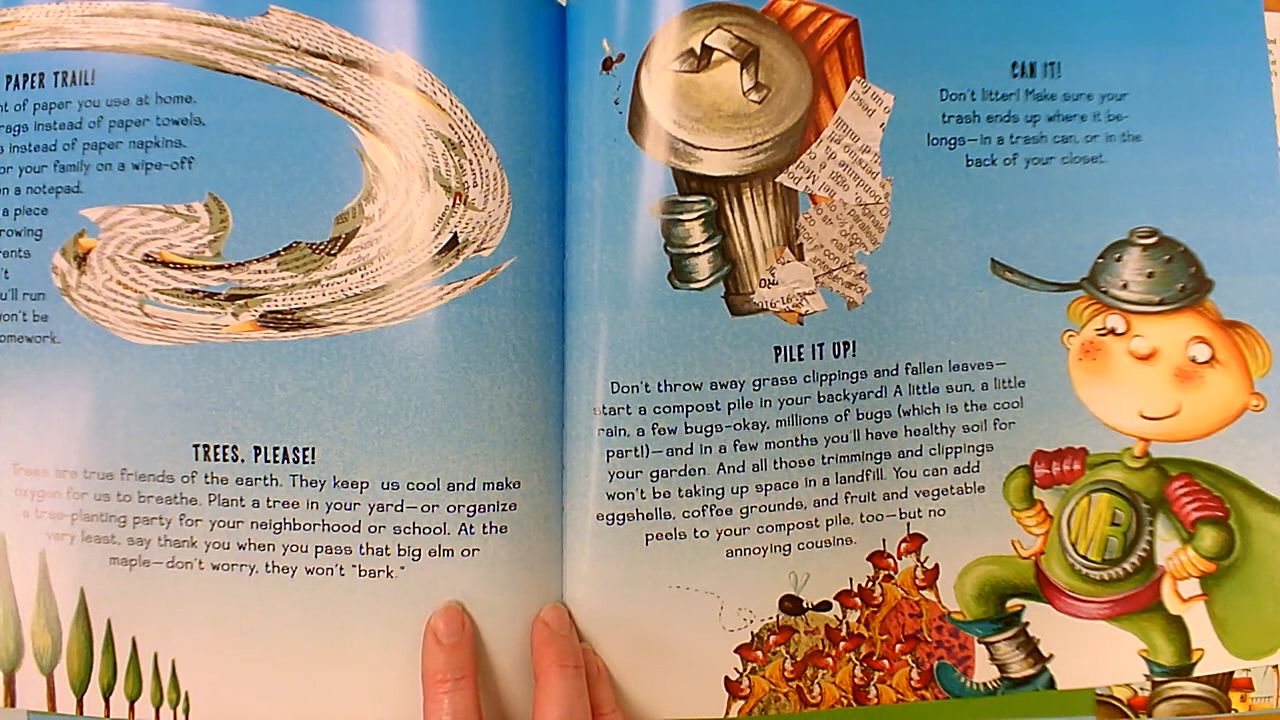 PAPER TRAIL!
of paper you use at home.
rags instead of paper towels,
instead of paper napkins.
or your family on a wipe-off
a notepad.
a piece
run
be
TREES, PLEASE!
Trees are true friends of the earth. They keep us cool and make
oxygen for us to breathe. Plant a tree in your yard—or organize
a tree-planting party for your neighborhood or school. At the
very least, say thank you when you pass that big elm or
maple—don't worry, they won't "bark."
CAN IT!
Don't litter! Make sure your
trash ends up where it be-
longs—in a trash can, or in the
back of your closet.
PILE IT UP!
Don't throw away grass clippings and fallen leaves—
start a compost pile in your backyard! A little sun, a little
rain, a few bugs—okay, millions of bugs (which is the cool
part!)—and in a few months you'll have healthy soil for
your garden. And all those trimmings and clippings
won't be taking up space in a landfill. You can add
eggshells, coffee grounds, and fruit and vegetable
peels to your compost pile, too—but no
annoying cousins.
MR